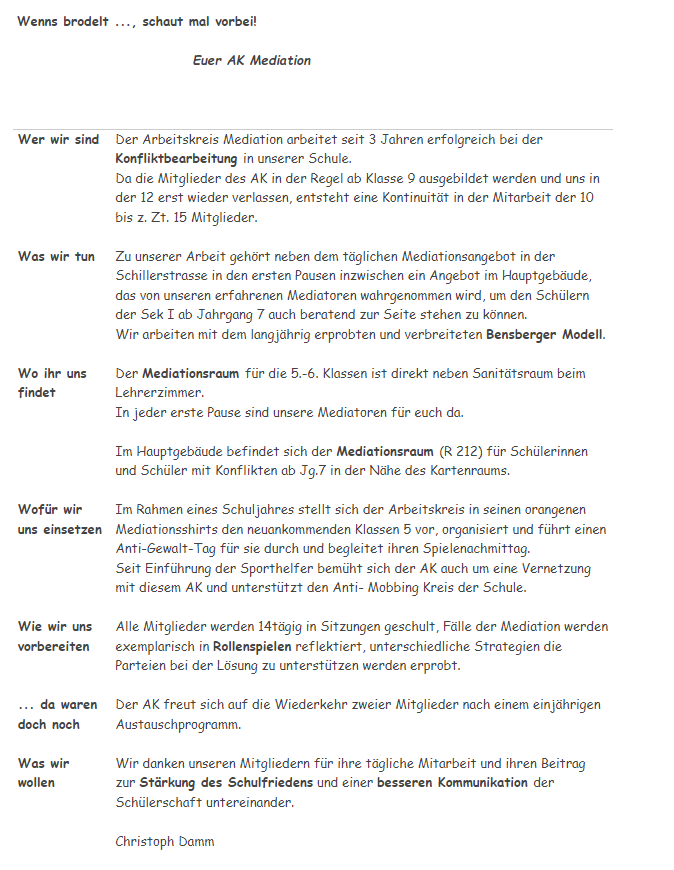 Wenns brodelt ..., schaut mal vorbei!
Euer AK Mediation
Wer wir sind
Der Arbeitskreis Mediation arbeitet seit 3 Jahren erfolgreich bei der
Konfliktbearbeitung in unserer Schule.
Da die Mitglieder des AK in der Regel ab Klasse 9 ausgebildet werden und uns in
der 12 erst wieder verlassen, entsteht eine Kontinuität in der Mitarbeit der 10
bis z. Zt. 15 Mitglieder.
Was wir tun
Zu unserer Arbeit gehört neben dem täglichen Mediationsangebot in der
Schillerstrasse in den ersten Pausen inzwischen ein Angebot im Hauptgebäude,
das von unseren erfahrenen Mediatoren wahrgenommen wird, um den Schülern
der Sek I ab Jahrgang 7 auch beratend zur Seite stehen zu können.
Wir arbeiten mit dem langjährig erprobten und verbreiteten Bensberger Modell.
Wo ihr uns
findet
Der Mediationsraum für die 5.-6. Klassen ist direkt neben Sanitätsraum beim
Lehrerzimmer.
In jeder erste Pause sind unsere Mediatoren für euch da.
Im Hauptgebäude befindet sich der Mediationsraum (R 212) für Schülerinnen
und Schüler mit Konflikten ab Jg.7 in der Nähe des Kartenraums.
Wofür wir
uns einsetzen
Im Rahmen eines Schuljahres stellt sich der Arbeitskreis in seinen orangenen
Mediationsshirts den neuankommenden Klassen 5 vor, organisiert und führt einen
Anti-Gewalt-Tag für sie durch und begleitet ihren Spielenachmittag.
Seit Einführung der Sporthelfer bemüht sich der AK auch um eine Vernetzung
mit diesem AK und unterstützt den Anti- Mobbing Kreis der Schule.
Wie wir uns
vorbereiten
Alle Mitglieder werden 14tägig in Sitzungen geschult, Fälle der Mediation werden
exemplarisch in Rollenspielen reflektiert, unterschiedliche Strategien die
Parteien bei der Lösung zu unterstützen werden erprobt.
... da waren
doch noch
Der AK freut sich auf die Wiederkehr zweier Mitglieder nach einem einjährigen
Austauschprogramm.
Was wir
wollen
Wir danken unseren Mitgliedern für ihre tägliche Mitarbeit und ihren Beitrag
zur Stärkung des Schulfriedens und einer besseren Kommunikation der
Schülerschaft untereinander.
Christoph Damm